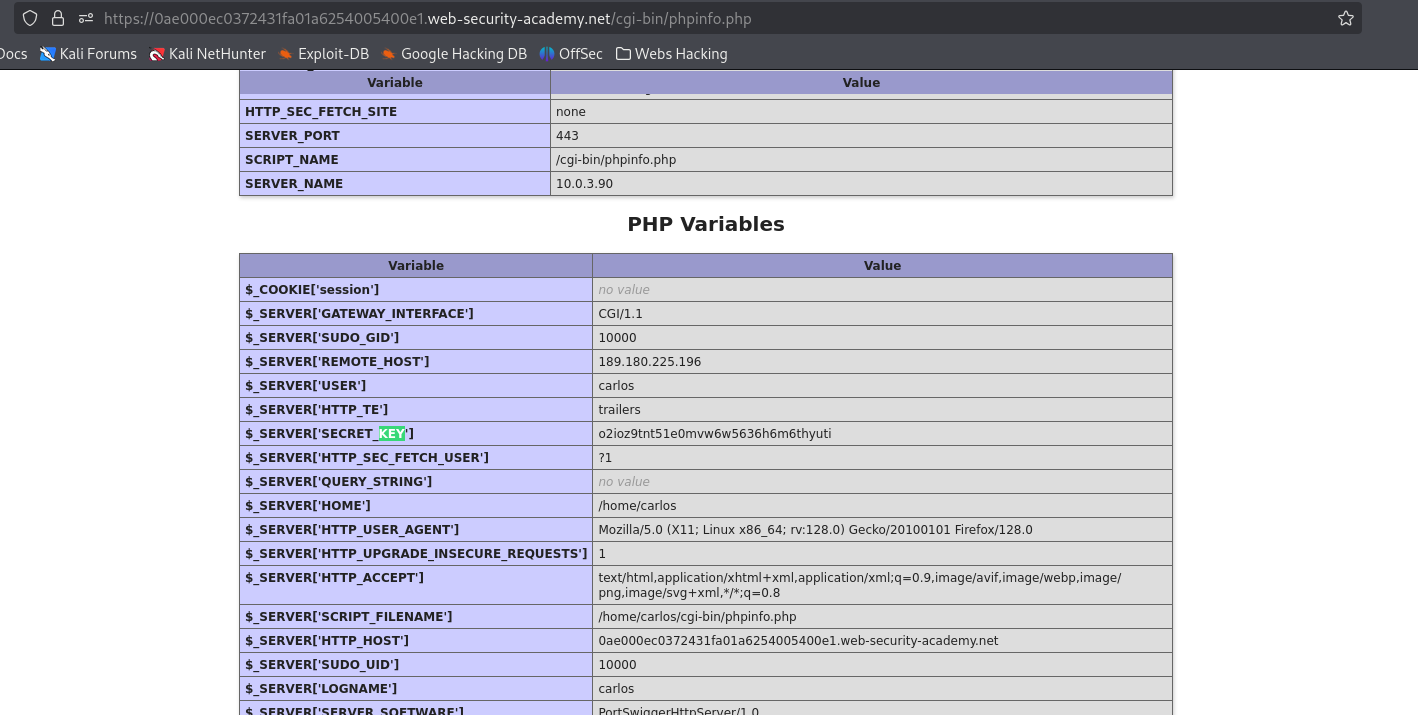 https://0ae000ec0372431fa01a6254005400e1.web-security-academy.net/cgi-bin/phpinfo.php
Docs Kali Forums Kali NetHunter Exploit-DB Google Hacking DB OffSec Webs Hacking
Variable Value
HTTP_SEC_FETCH_SITE none
SERVER_PORT 443
SCRIPT_NAME /cgi-bin/phpinfo.php
SERVER_NAME 10.0.3.90
PHP Variables
Variable Value
$_COOKIE['session'] no value
$_SERVER['GATEWAY_INTERFACE'] CGI/1.1
$_SERVER['SUDO_GID'] 10000
$_SERVER['REMOTE_HOST'] 189.180.225.196
$_SERVER['USER'] carlos
$_SERVER['HTTP_TE'] trailers
$_SERVER['SECRET_KEY'] o2ioz9tnt51e0mvw6w5636h6m6thyuti
$_SERVER['HTTP_SEC_FETCH_USER'] ?1
$_SERVER['QUERY_STRING'] no value
$_SERVER['HOME'] /home/carlos
$_SERVER['HTTP_USER_AGENT'] Mozilla/5.0 (X11; Linux x86_64; rv:128.0) Gecko/20100101 Firefox/128.0
$_SERVER['HTTP_UPGRADE_INSECURE_REQUESTS'] 1
$_SERVER['HTTP_ACCEPT'] text/html,application/xhtml+xml,application/xml;q=0.9,image/avif,image/webp,image/
png,image/svg+xml,*/*;q=0.8
$_SERVER['SCRIPT_FILENAME'] /home/carlos/cgi-bin/phpinfo.php
$_SERVER['HTTP_HOST'] 0ae000ec0372431fa01a6254005400e1.web-security-academy.net
$_SERVER['SUDO_UID'] 10000
$_SERVER['LOGNAME'] carlos
$_SERVER['SERVER_SOFTWARE'] PortSwiggerHttpServer/1.0